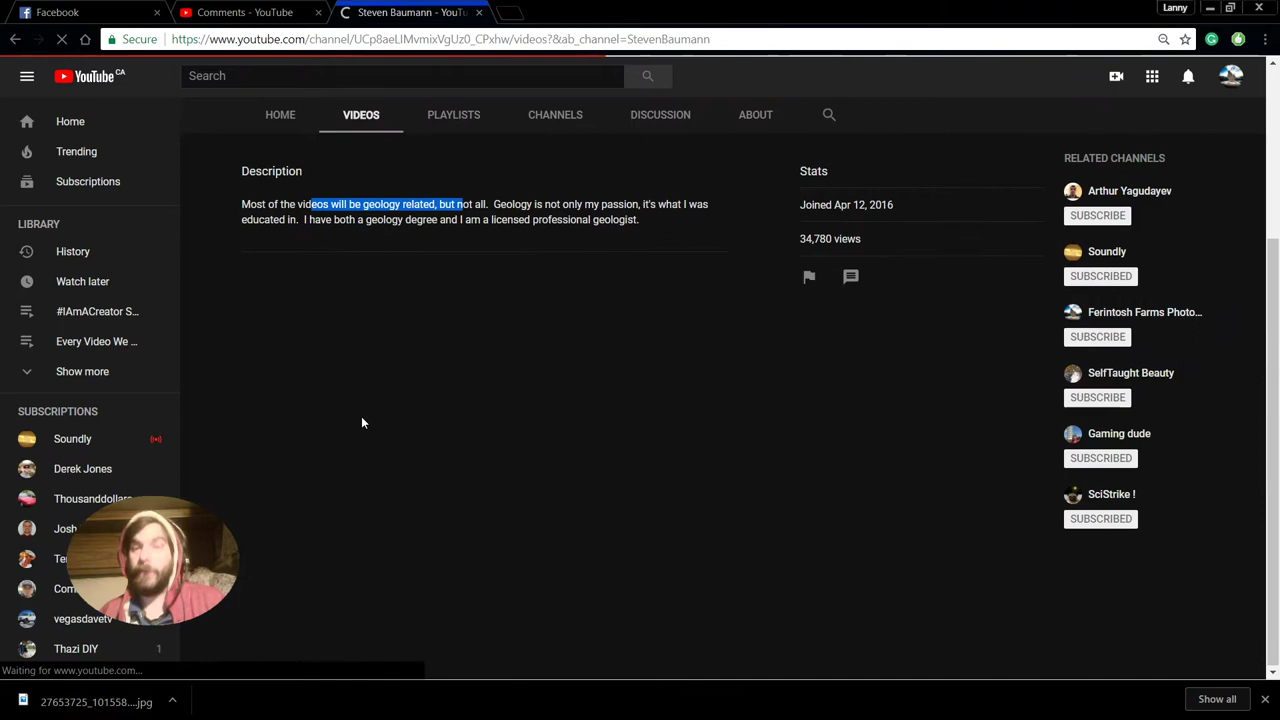 Facebook
Comments - YouTube
Steven Baumann - YouTu
Lanny
Secure
https://www.youtube.com/channel/UCp8aeLIMvmixVgUz0_CPxhw/videos?&ab_channel=StevenBaumann
YouTube CA
Search
HOME
VIDEOS
PLAYLISTS
CHANNELS
DISCUSSION
ABOUT
Home
Trending
Subscriptions
LIBRARY
History
Watch later
#IAmACreator S...
Every Video We ...
Show more
SUBSCRIPTIONS
Soundly
Derek Jones
Thousanddollars
Josh
Ter
Com
vegasdavetv
Thazi DIY 1
Description
Most of the videos will be geology related, but not all. Geology is not only my passion, it's what I was
educated in. I have both a geology degree and I am a licensed professional geologist.
Stats
Joined Apr 12, 2016
34,780 views
RELATED CHANNELS
Arthur Yagudayev
SUBSCRIBE
Soundly
SUBSCRIBED
Ferintosh Farms Photo...
SUBSCRIBE
SelfTaught Beauty
SUBSCRIBE
Gaming dude
SUBSCRIBED
SciStrike !
SUBSCRIBED
Waiting for www.youtube.com...
27653725_101558....jpg
Show all